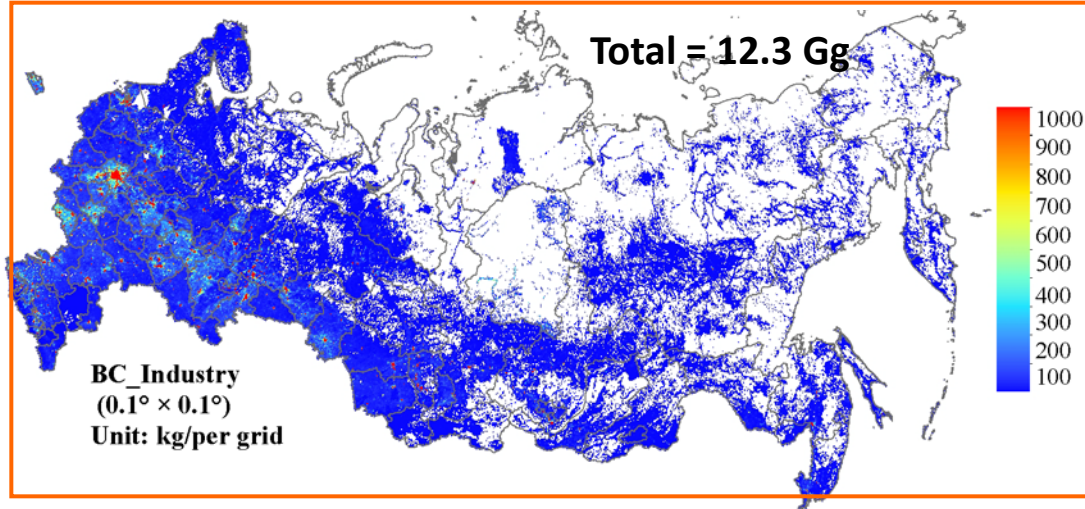 Total = 12.3 Gg
1000
900
800
700
600
500
400
300
200
100
BC_Industry
(0.1° × 0.1°)
Unit: kg/per grid